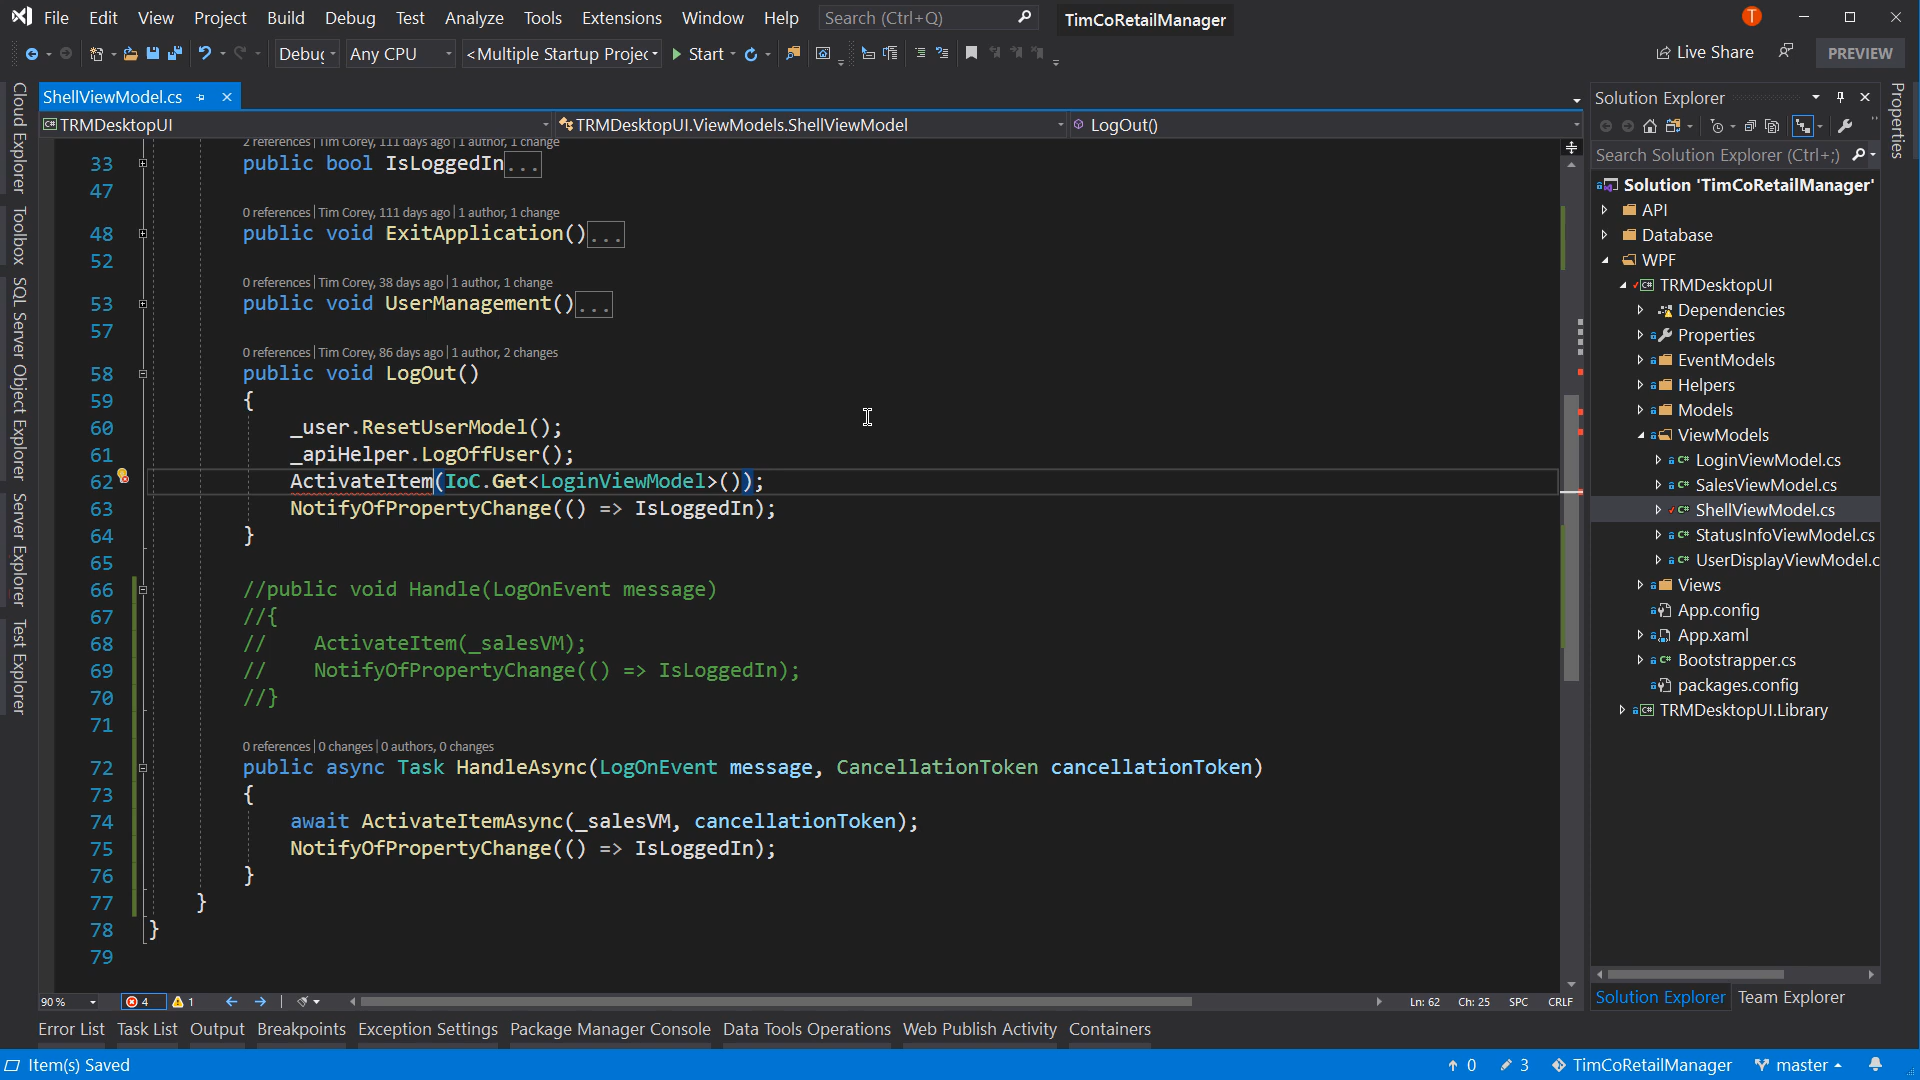 File Edit View Project Build Debug Test Analyze Tools Extensions Window Help Search (Ctrl+Q) TimCoRetailManager T
Debug Any CPU <Multiple Startup Projec Start Live Share PREVIEW
ShellViewModel.cs
TRMDesktopUI TRMDesktopUI.ViewModels.ShellViewModel LogOut()
2 references | Tim Corey, 111 days ago | 1 author, 1 change
33 public bool IsLoggedIn...
47
0 references | Tim Corey, 111 days ago | 1 author, 1 change
48 public void ExitApplication()...
52
0 references | Tim Corey, 38 days ago | 1 author, 1 change
53 public void UserManagement()...
57
0 references | Tim Corey, 86 days ago | 1 author, 2 changes
58 public void LogOut()
59 {
60 _user.ResetUserModel();
61 _apiHelper.LogOffUser();
62 ActivateItem(IoC.Get<LoginViewModel>());
63 NotifyOfPropertyChange(() => IsLoggedIn);
64 }
65
66 //public void Handle(LogOnEvent message)
67 //{
68 // ActivateItem(_salesVM);
69 // NotifyOfPropertyChange(() => IsLoggedIn);
70 //}
71
0 references | 0 changes | 0 authors, 0 changes
72 public async Task HandleAsync(LogOnEvent message, CancellationToken cancellationToken)
73 {
74 await ActivateItemAsync(_salesVM, cancellationToken);
75 NotifyOfPropertyChange(() => IsLoggedIn);
76 }
77 }
78 }
79
90 % 4 1 Ln: 62 Ch: 25 SPC CRLF
Cloud Explorer
Toolbox
SQL Server Object Explorer
Server Explorer
Test Explorer
Solution Explorer
Search Solution Explorer (Ctrl+;)
Solution 'TimCoRetailManager'
API
Database
WPF
TRMDesktopUI
Dependencies
Properties
EventModels
Helpers
Models
ViewModels
LoginViewModel.cs
SalesViewModel.cs
ShellViewModel.cs
StatusInfoViewModel.cs
UserDisplayViewModel.c
Views
App.config
App.xaml
Bootstrapper.cs
packages.config
TRMDesktopUI.Library
Solution Explorer Team Explorer
Properties
Error List Task List Output Breakpoints Exception Settings Package Manager Console Data Tools Operations Web Publish Activity Containers
Item(s) Saved 0 3 TimCoRetailManager master